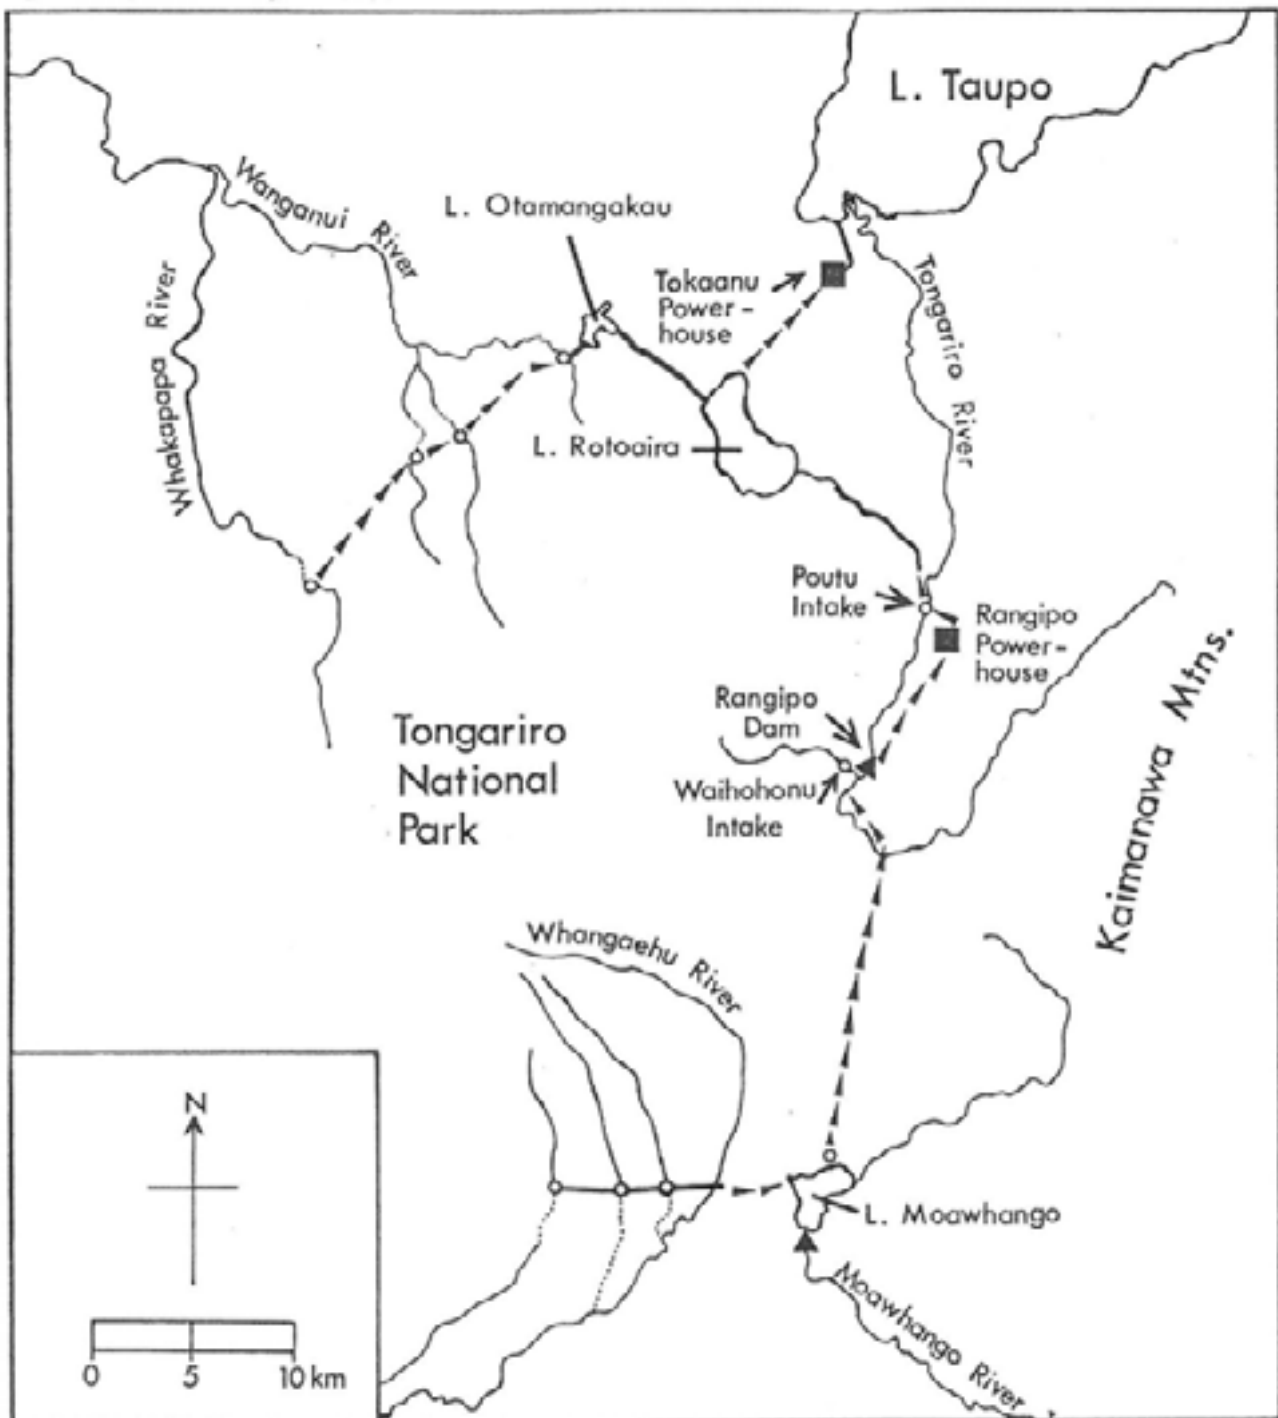 L. Taupo
Wanganui River
L. Otamangakau
Tokaanu
Power-
house
Tongariro River
Whakapapa River
L. Rotoaira
Poutu
Intake
Rangipo
Power-
house
Rangipo
Dam
Waihohonu
Intake
Kaimanawa Mtns.
Tongariro
National
Park
Whangaehu River
L. Moawhango
Moawhango River
N
0 5 10 km